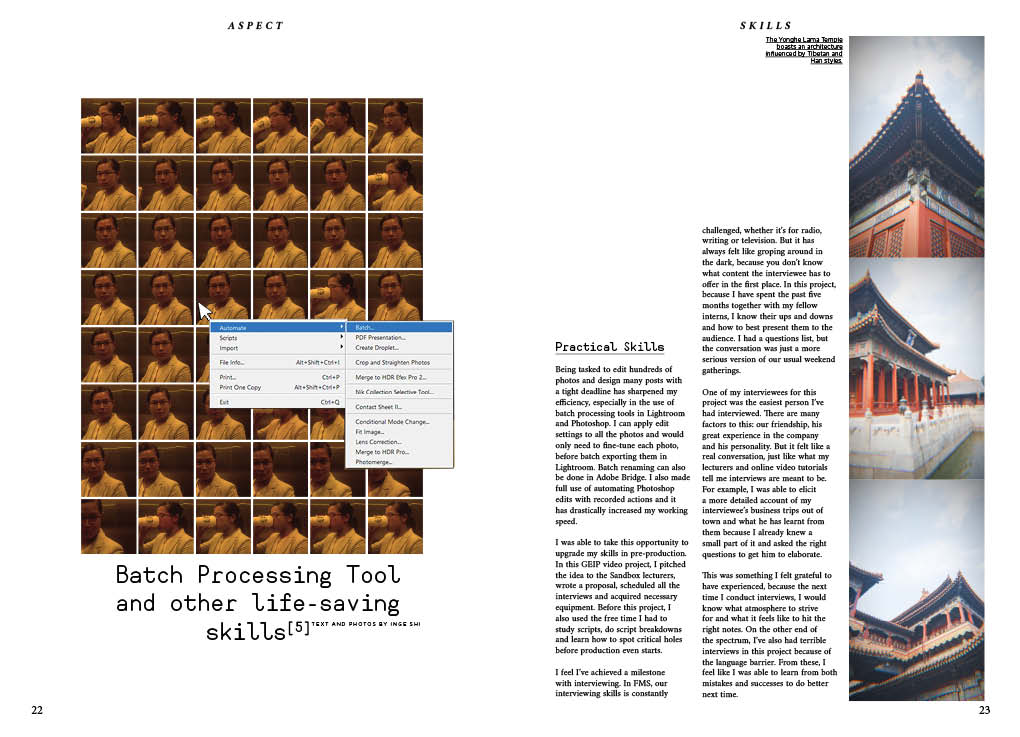 ASPECT
Automate
Scripts
Import
File Info... Alt+Shift+Ctrl+I
Print... Ctrl+P
Print One Copy Alt+Shift+Ctrl+P
Exit Ctrl+Q
Batch...
PDF Presentation...
Create Droplet...
Crop and Straighten Photos
Merge to HDR Efex Pro 2...
Nik Collection Selective Tool...
Contact Sheet II...
Conditional Mode Change...
Fit Image...
Lens Correction...
Merge to HDR Pro...
Photomerge...
Batch Processing Tool
and other life-saving
skills[5] TEXT AND PHOTOS BY INGE SHI
22
SKILLS
The Yonghe Lama Temple
boasts an architecture
influenced by Tibetan and
Han styles.
Practical Skills
Being tasked to edit hundreds of
photos and design many posts with
a tight deadline has sharpened my
efficiency, especially in the use of
batch processing tools in Lightroom
and Photoshop. I can apply edit
settings to all the photos and would
only need to fine-tune each photo,
before batch exporting them in
Lightroom. Batch renaming can also
be done in Adobe Bridge. I also made
full use of automating Photoshop
edits with recorded actions and it
has drastically increased my working
speed.
I was able to take this opportunity to
upgrade my skills in pre-production.
In this GEIP video project, I pitched
the idea to the Sandbox lecturers,
wrote a proposal, scheduled all the
interviews and acquired necessary
equipment. Before this project, I
also used the free time I had to
study scripts, do script breakdowns
and learn how to spot critical holes
before production even starts.
I feel I've achieved a milestone
with interviewing. In FMS, our
interviewing skills is constantly
challenged, whether it's for radio,
writing or television. But it has
always felt like groping around in
the dark, because you don't know
what content the interviewee has to
offer in the first place. In this project,
because I have spent the past five
months together with my fellow
interns, I know their ups and downs
and how to best present them to the
audience. I had a questions list, but
the conversation was just a more
serious version of our usual weekend
gatherings.
One of my interviewees for this
project was the easiest person I've
had interviewed. There are many
factors to this: our friendship, his
great experience in the company
and his personality. But it felt like a
real conversation, just like what my
lecturers and online video tutorials
tell me interviews are meant to be.
For example, I was able to elicit
a more detailed account of my
interviewee's business trips out of
town and what he has learnt from
them because I already knew a
small part of it and asked the right
questions to get him to elaborate.
This was something I felt grateful to
have experienced, because the next
time I conduct interviews, I would
know what atmosphere to strive
for and what it feels like to hit the
right notes. On the other end of
the spectrum, I've also had terrible
interviews in this project because of
the language barrier. From these, I
feel like I was able to learn from both
mistakes and successes to do better
next time.
23